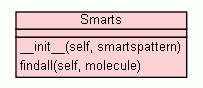 Smarts
__init__(self, smartspattern)
findall(self, molecule)